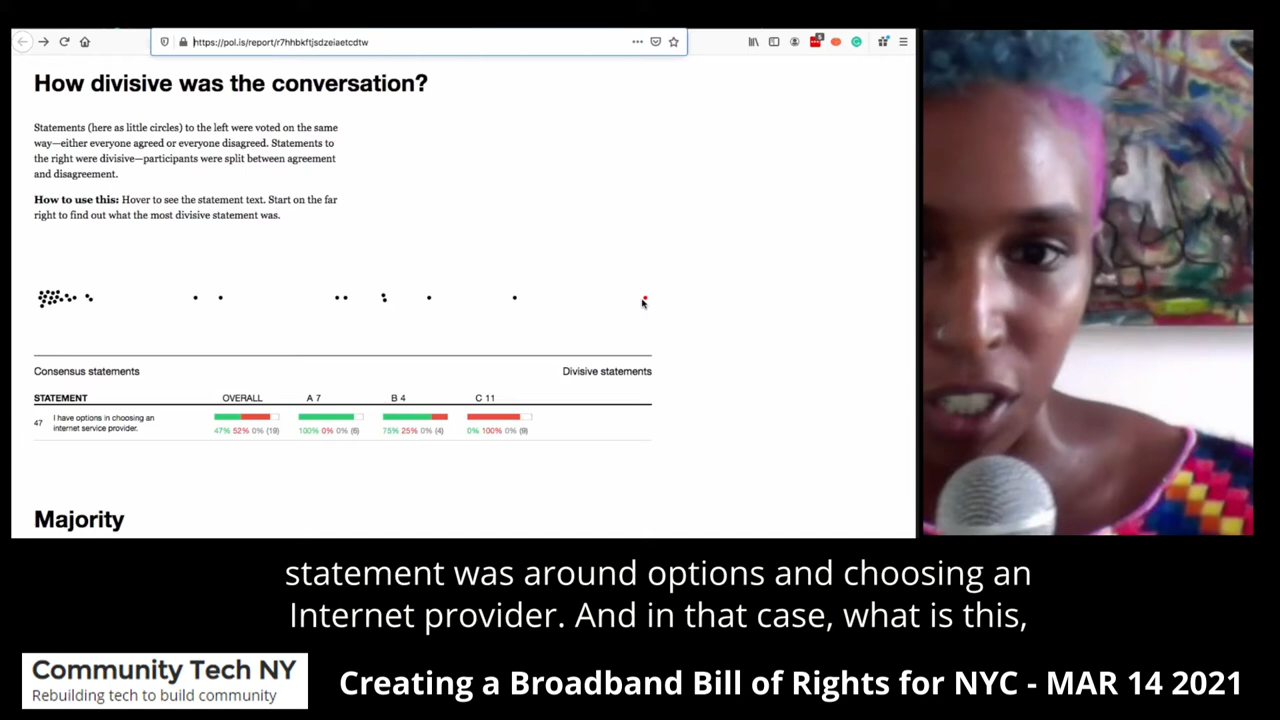 https://pol.is/report/r7hhbkftjsdzeiaetcdtw
How divisive was the conversation?
Statements (here as little circles) to the left were voted on the same
way—either everyone agreed or everyone disagreed. Statements to
the right were divisive—participants were split between agreement
and disagreement.
How to use this: Hover to see the statement text. Start on the far
right to find out what the most divisive statement was.
Consensus statements
Divisive statements
STATEMENT OVERALL A 7 B 4 C 11
47 I have options in choosing an
internet service provider.
47% 52% 0% (19) 100% 0% 0% (6) 75% 25% 0% (4) 0% 100% 0% (9)
Majority
statement was around options and choosing an
Internet provider. And in that case, what is this,
Community Tech NY
Rebuilding tech to build community
Creating a Broadband Bill of Rights for NYC - MAR 14 2021